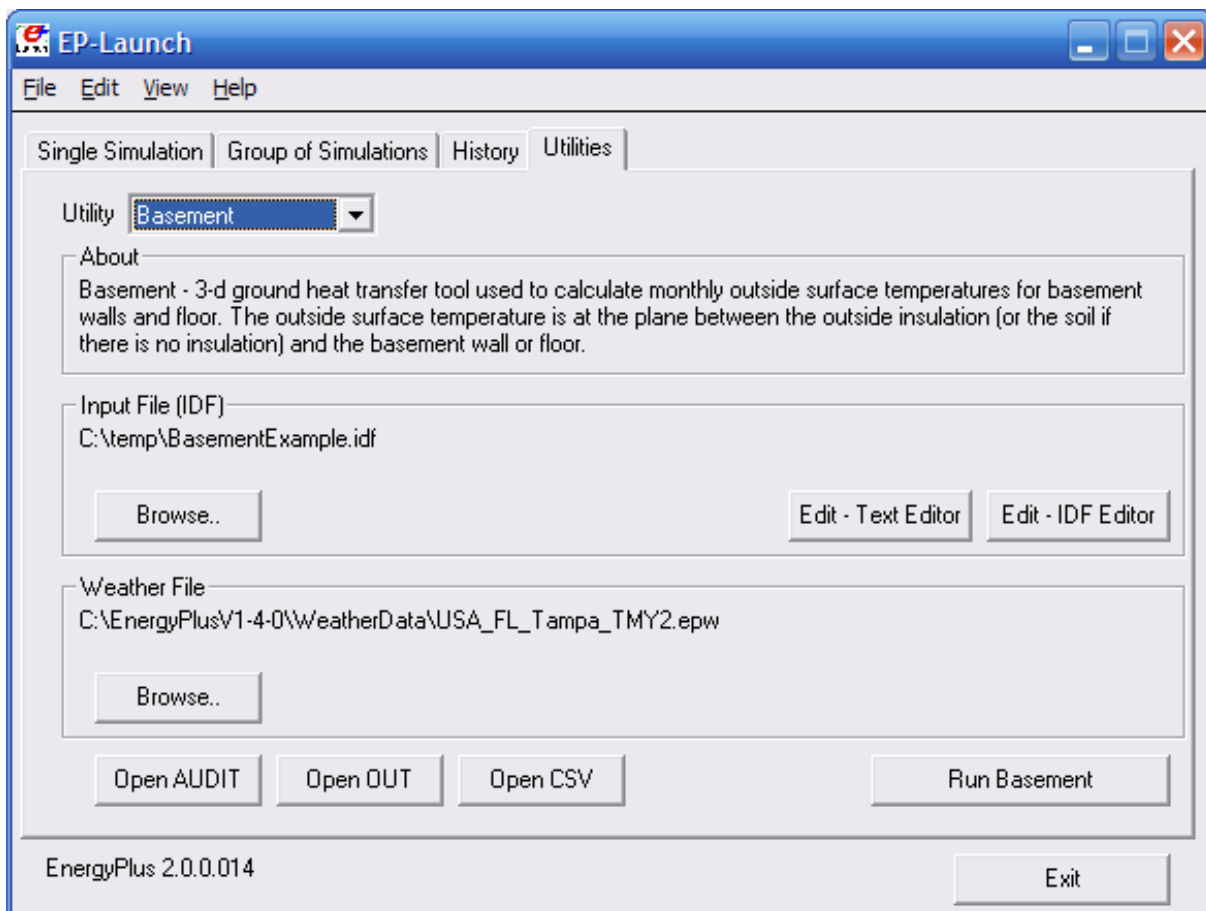 EP-Launch
File Edit View Help
Single Simulation Group of Simulations History Utilities
Utility Basement
About
Basement - 3-d ground heat transfer tool used to calculate monthly outside surface temperatures for basement
walls and floor. The outside surface temperature is at the plane between the outside insulation (or the soil if
there is no insulation) and the basement wall or floor.
Input File (IDF)
C:\temp\BasementExample.idf
Browse.. Edit - Text Editor Edit - IDF Editor
Weather File
C:\EnergyPlusV1-4-0\WeatherData\USA_FL_Tampa_TMY2.epw
Browse..
Open AUDIT Open OUT Open CSV Run Basement
EnergyPlus 2.0.0.014 Exit